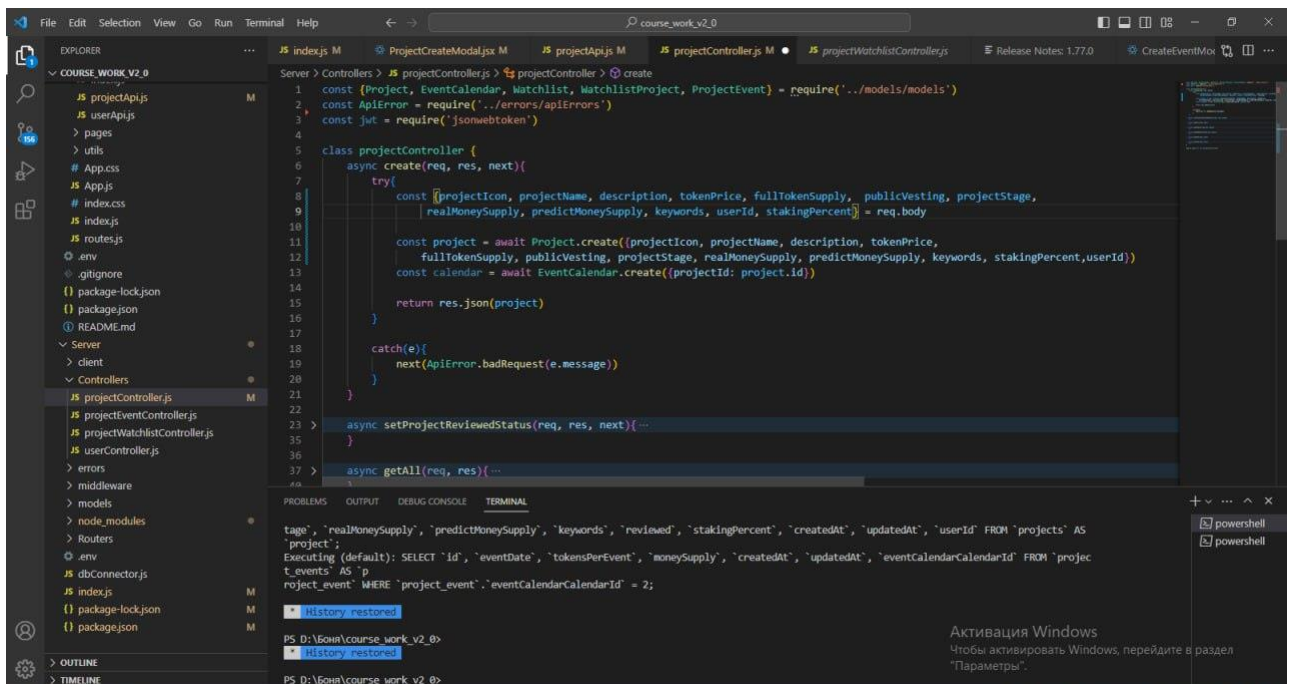 File Edit Selection View Go Run Terminal Help
course_work_v2_0
EXPLORER
JS index.js M
ProjectCreateModal.jsx M
JS projectApi.js M
JS projectController.js M
JS projectWatchlistController.js
Release Notes: 1.77.0
COURSE_WORK_V2_0
JS projectApi.js M
JS userApi.js
> pages
> utils
# App.css
JS App.js
# index.css
JS index.js
JS routes.js
.env
.gitignore
{} package-lock.json
{} package.json
README.md
Server
> client
Controllers
JS projectController.js M
JS projectEventController.js
JS projectWatchlistController.js
JS userController.js
> errors
> middleware
> models
> node_modules
> Routers
.env
JS dbConnector.js
JS index.js M
{} package-lock.json M
{} package.json M
> OUTLINE
> TIMELINE
156
Server > Controllers > JS projectController.js > projectController > create
1 const {Project, EventCalendar, Watchlist, WatchlistProject, ProjectEvent} = require('../models/models')
2 const ApiError = require('../errors/apiErrors')
3 const jwt = require('jsonwebtoken')
4
5 class projectController {
6 async create(req, res, next){
7 try{
8 const {projectIcon, projectName, description, tokenPrice, fullTokenSupply, publicVesting, projectStage,
9 realMoneySupply, predictMoneySupply, keywords, userId, stakingPercent} = req.body
10
11 const project = await Project.create({projectIcon, projectName, description, tokenPrice,
12 fullTokenSupply, publicVesting, projectStage, realMoneySupply, predictMoneySupply, keywords, stakingPercent,userId})
13 const calendar = await EventCalendar.create({projectId: project.id})
14
15 return res.json(project)
16 }
17
18 catch(e){
19 next(ApiError.badRequest(e.message))
20 }
21 }
22
23 > async setProjectReviewedStatus(req, res, next){ ...
35 }
36
37 > async getAll(req, res){ ...
PROBLEMS OUTPUT DEBUG CONSOLE TERMINAL
tage`, `realMoneySupply`, `predictMoneySupply`, `keywords`, `reviewed`, `stakingPercent`, `createdAt`, `updatedAt`, `userId` FROM `projects` AS
`project`;
Executing (default): SELECT `id`, `eventDate`, `tokensPerEvent`, `moneySupply`, `createdAt`, `updatedAt`, `eventCalendarCalendarId` FROM `projec
t_events` AS `p
roject_event` WHERE `project_event`.`eventCalendarCalendarId` = 2;
* History restored
PS D:\Боня\course_work_v2_0>
* History restored
PS D:\Боня\course_work_v2_0>
powershell
powershell
Активация Windows
Чтобы активировать Windows, перейдите в раздел
"Параметры".